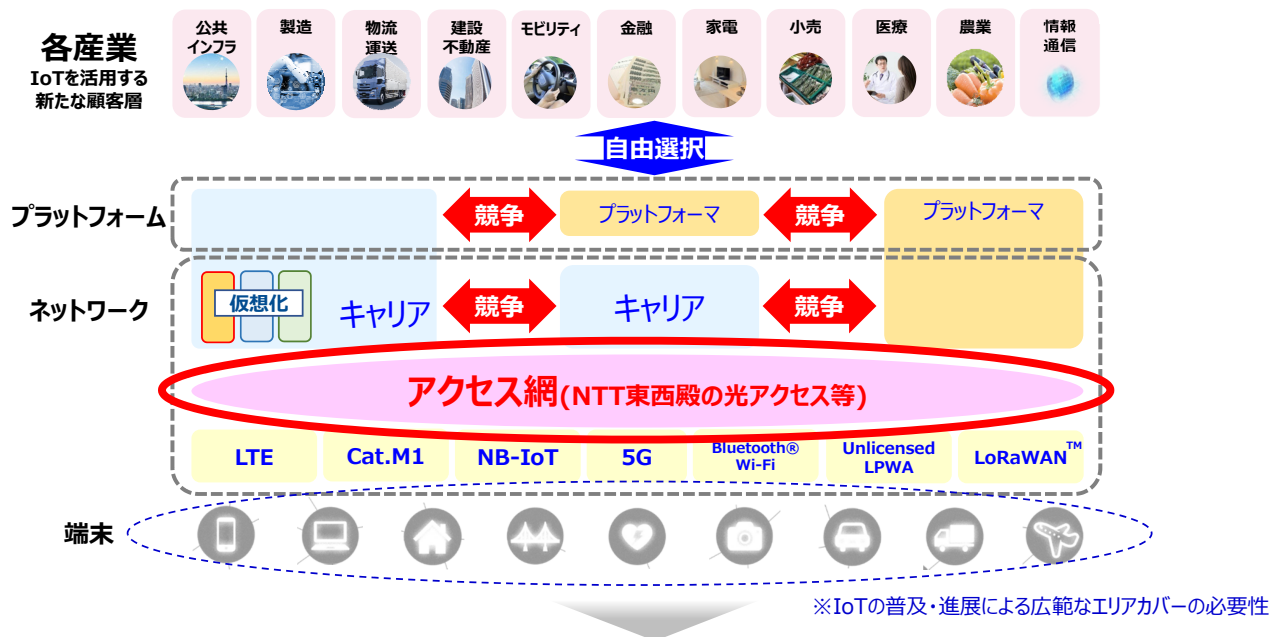 各産業
IoTを活用する
新たな顧客層
公共
インフラ
製造
物流
運送
建設
不動産
モビリティ
金融
家電
小売
医療
農業
情報
通信
自由選択
プラットフォーム
競争
プラットフォーマ
競争
プラットフォーマ
ネットワーク
仮想化
キャリア
競争
キャリア
競争
アクセス網(NTT東西殿の光アクセス等)
LTE
Cat.M1
NB-IoT
5G
Bluetooth®
Wi-Fi
Unlicensed
LPWA
LoRaWAN™
端末
※IoTの普及・進展による広範なエリアカバーの必要性